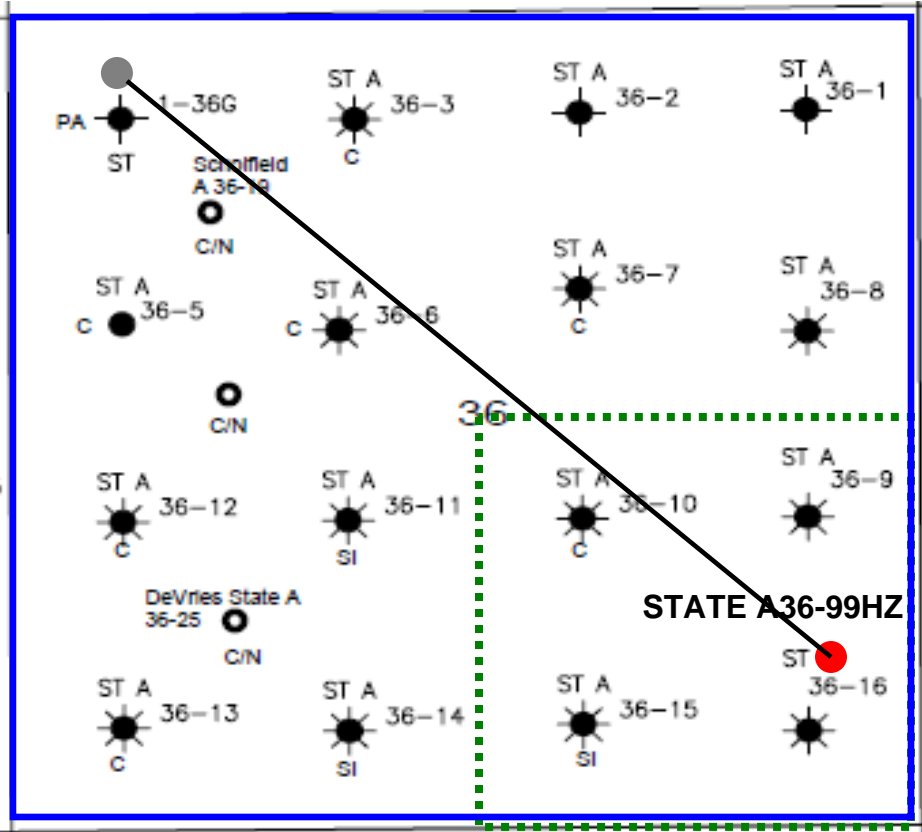 ST A
36-3
C
ST A
36-2
ST A
36-1
1-36G
PA
ST
Scholfield
A 36-19
C/N
ST A
36-5
C
ST A
36-6
C
ST A
36-7
C
ST A
36-8
C/N
36
ST A
36-12
C
ST A
36-11
SI
ST A
36-10
C
ST A
36-9
DeVries State A
36-25
C/N
STATE A36-99HZ
ST A
36-13
C
ST A
36-14
SI
ST A
36-15
SI
ST
36-16